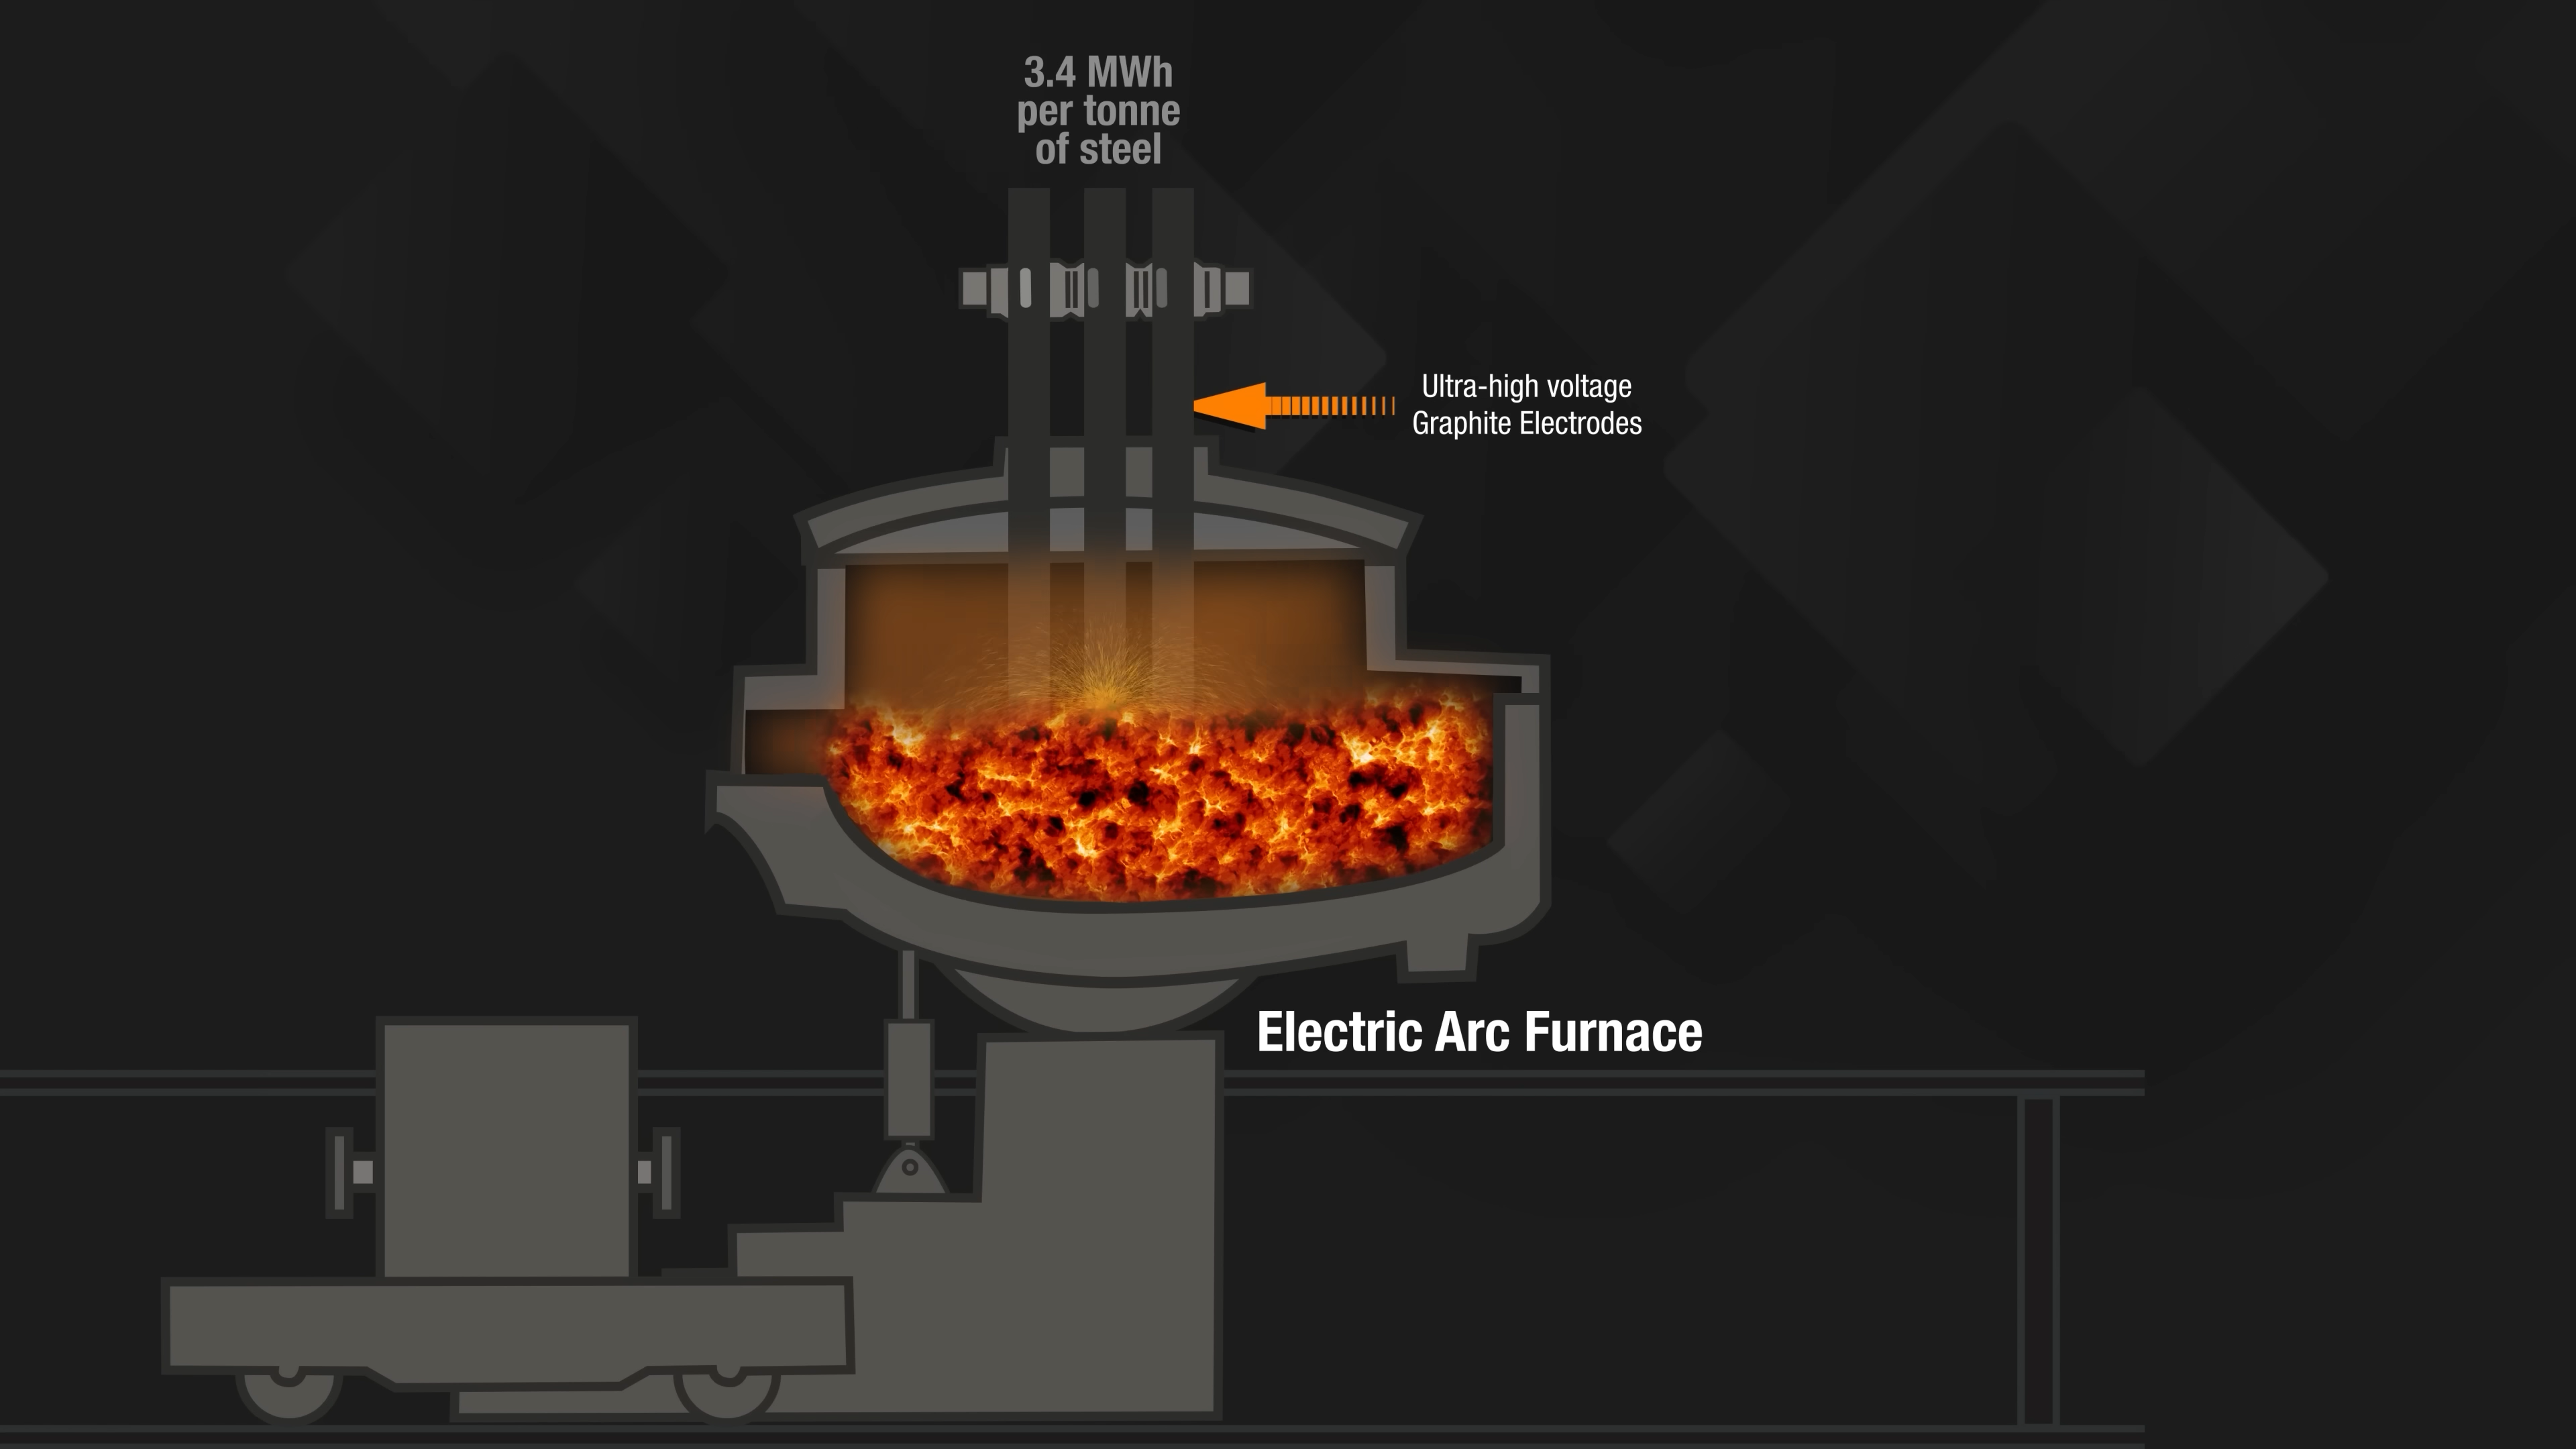 3.4 MWh
per tonne
of steel
Ultra-high voltage
Graphite Electrodes
Electric Arc Furnace